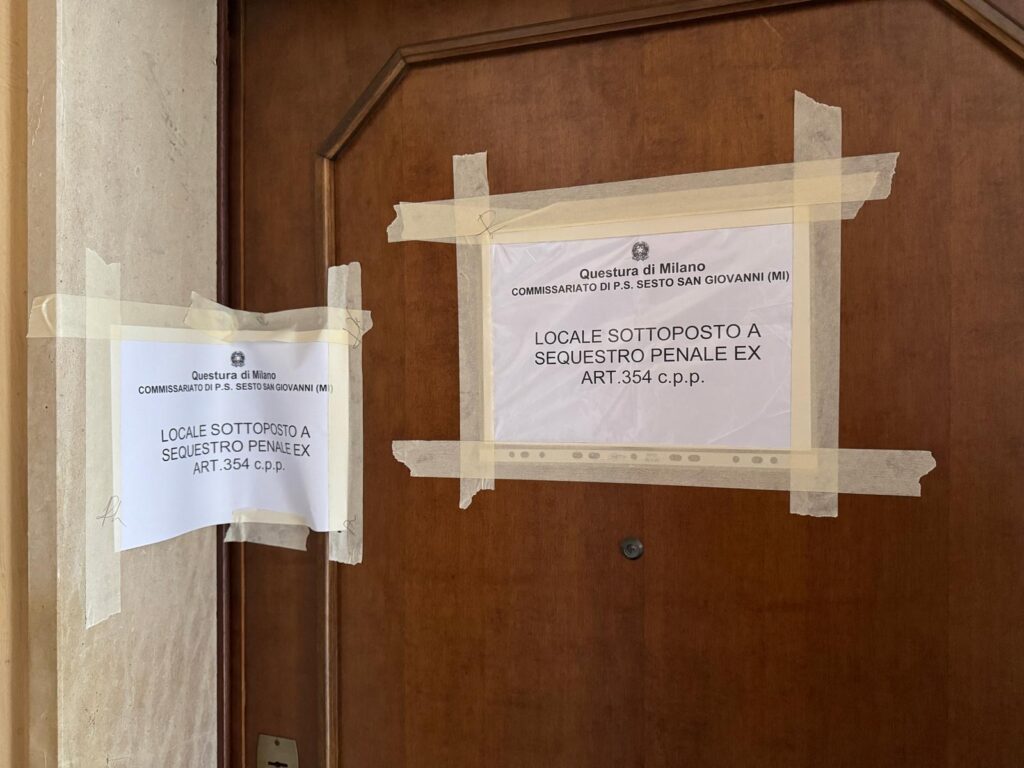 Questura di Milano
COMMISSARIATO DI P.S. SESTO SAN GIOVANNI (MI)
LOCALE SOTTOPOSTO A
SEQUESTRO PENALE EX
ART.354 c.p.p.
Questura di Milano
COMMISSARIATO DI P.S. SESTO SAN GIOVANNI (MI)
LOCALE SOTTOPOSTO A
SEQUESTRO PENALE EX
ART.354 c.p.p.